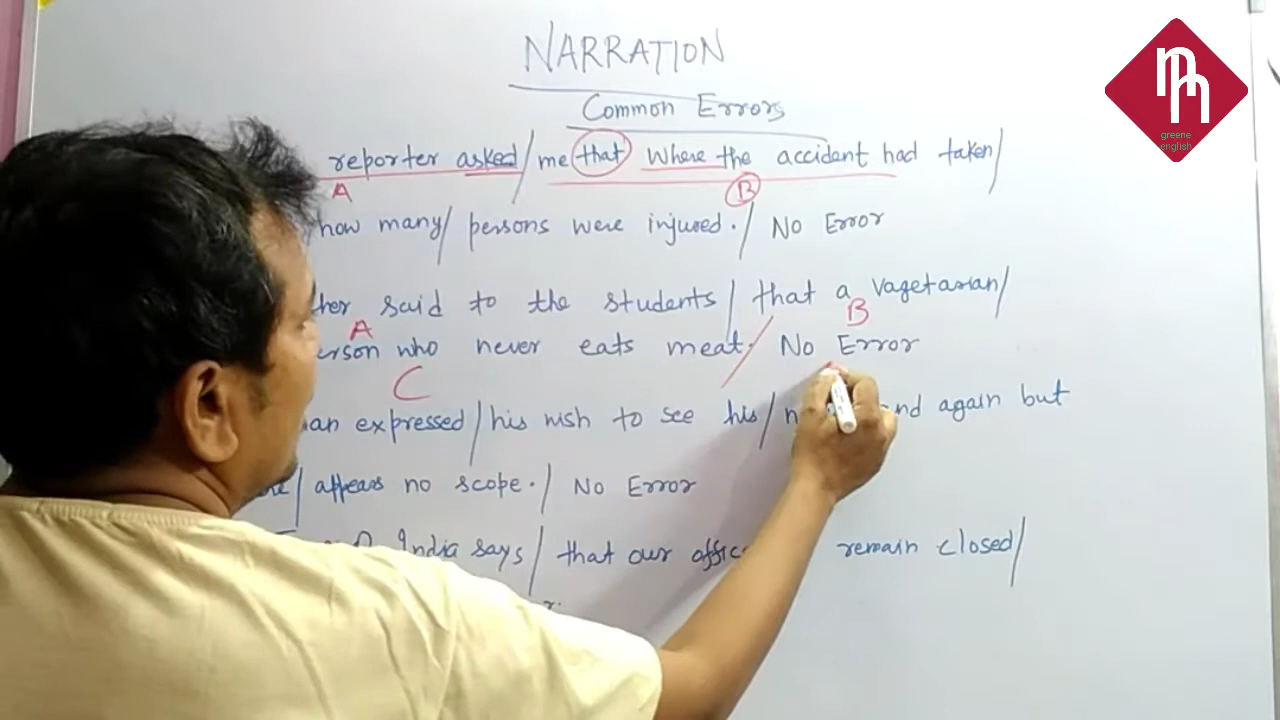 NARRATION
Common Errors
reporter asked/ me that where the accident had taken/
A B
how many/ persons were injured./ No Error
said to the students/ that a vagetarian/
A B
who never eats meat./ No Error
C
expressed/his wish to see his/ again but
appears no scope./ No Error
India says/ that our remain closed/
greene
english